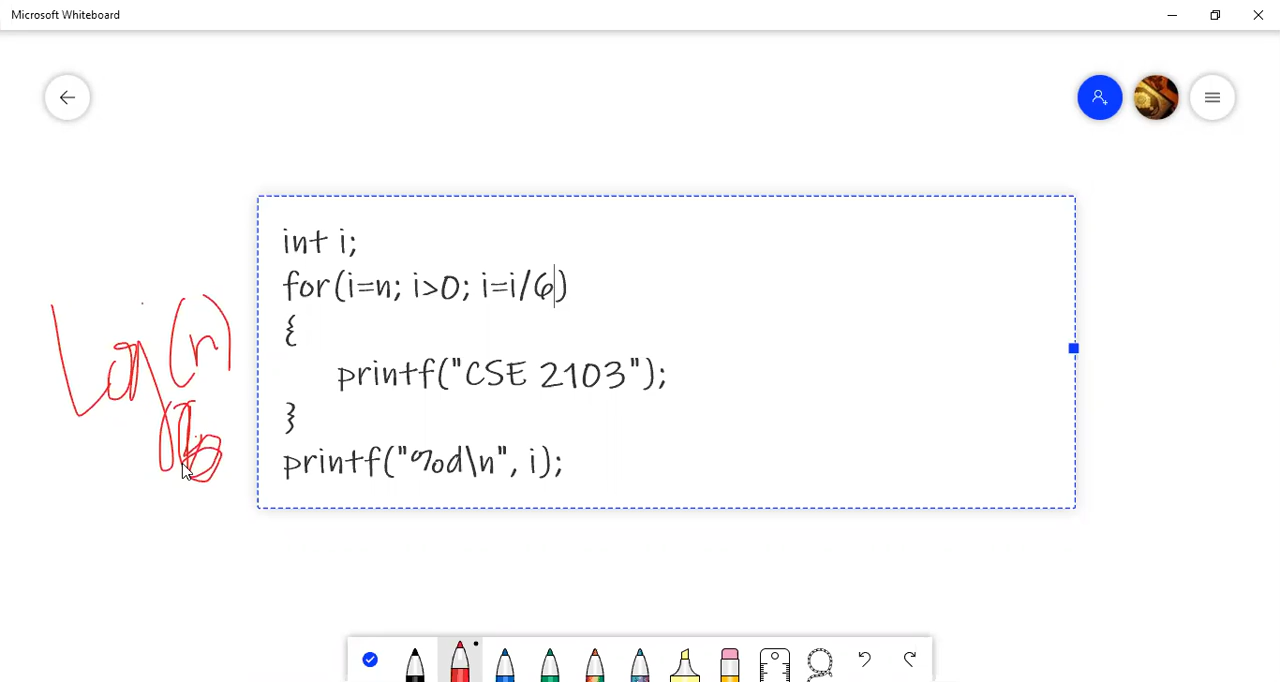 Microsoft Whiteboard
int i;
for(i=n; i>0; i=i/6)
{
printf("CSE 2103");
}
printf("%d\n", i);
Log(n)